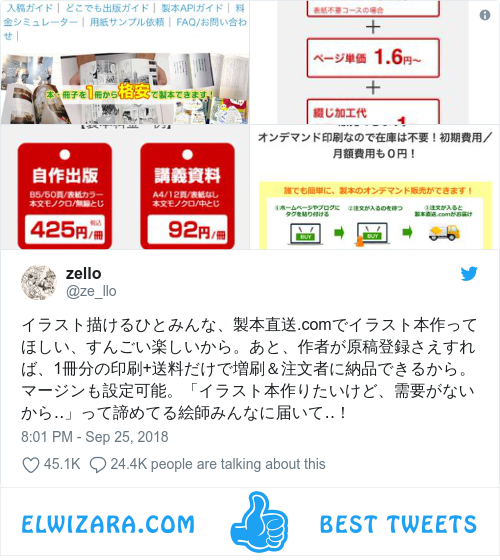 入稿ガイド｜ どこでも出版ガイド｜ 製本APIガイド｜ 料
金シミュレーター｜ 用紙サンプル依頼｜ FAQ/お問い合わ
せ｜
本・冊子を1冊から格安で製本できます！
表紙不要コースの場合
+
ページ単価 1.6円〜
+
綴じ加工代
自作出版
B5/50頁/表紙カラー
本文モノクロ/無線とじ
425円/冊
税込
講義資料
A4/12頁/表紙なし
本文モノクロ/中とじ
92円/冊
オンデマンド印刷なので在庫は不要！初期費用／
月額費用も０円！
誰でも簡単に、製本のオンデマンド販売ができます！
①ホームページやブログに
タグを貼り付ける
②注文が入るのを待つ
③注文が入ると
製本直送.comがお届け
BUY
BUY
zello
@ze_llo
イラスト描けるひとみんな、製本直送.comでイラスト本作って
ほしい、すんごい楽しいから。あと、作者が原稿登録さえすれ
ば、1冊分の印刷+送料だけで増刷＆注文者に納品できるから。
マージンも設定可能。「イラスト本作りたいけど、需要がない
から‥」って諦めてる絵師みんなに届いて‥！
8:01 PM - Sep 25, 2018
45.1K 24.4K people are talking about this
ELWIZARA.COM BEST TWEETS